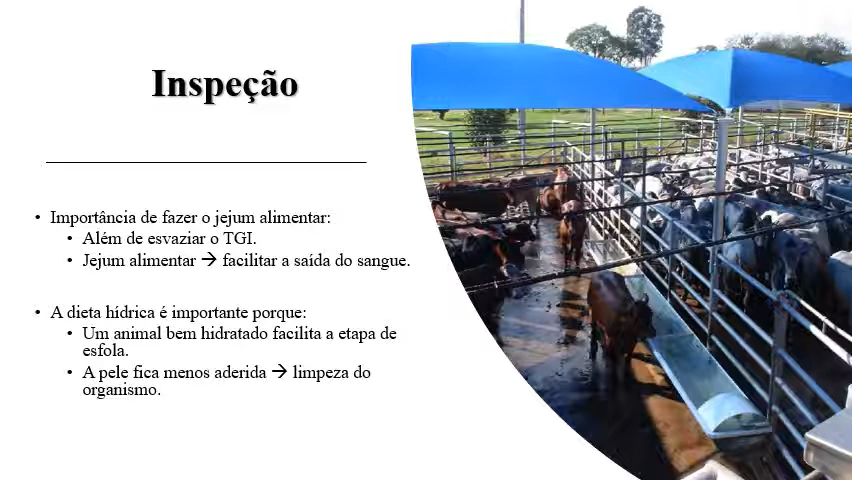 Inspeção
• Importância de fazer o jejum alimentar:
• Além de esvaziar o TGI.
• Jejum alimentar → facilitar a saída do sangue.
• A dieta hídrica é importante porque:
• Um animal bem hidratado facilita a etapa de
esfola.
• A pele fica menos aderida → limpeza do
organismo.